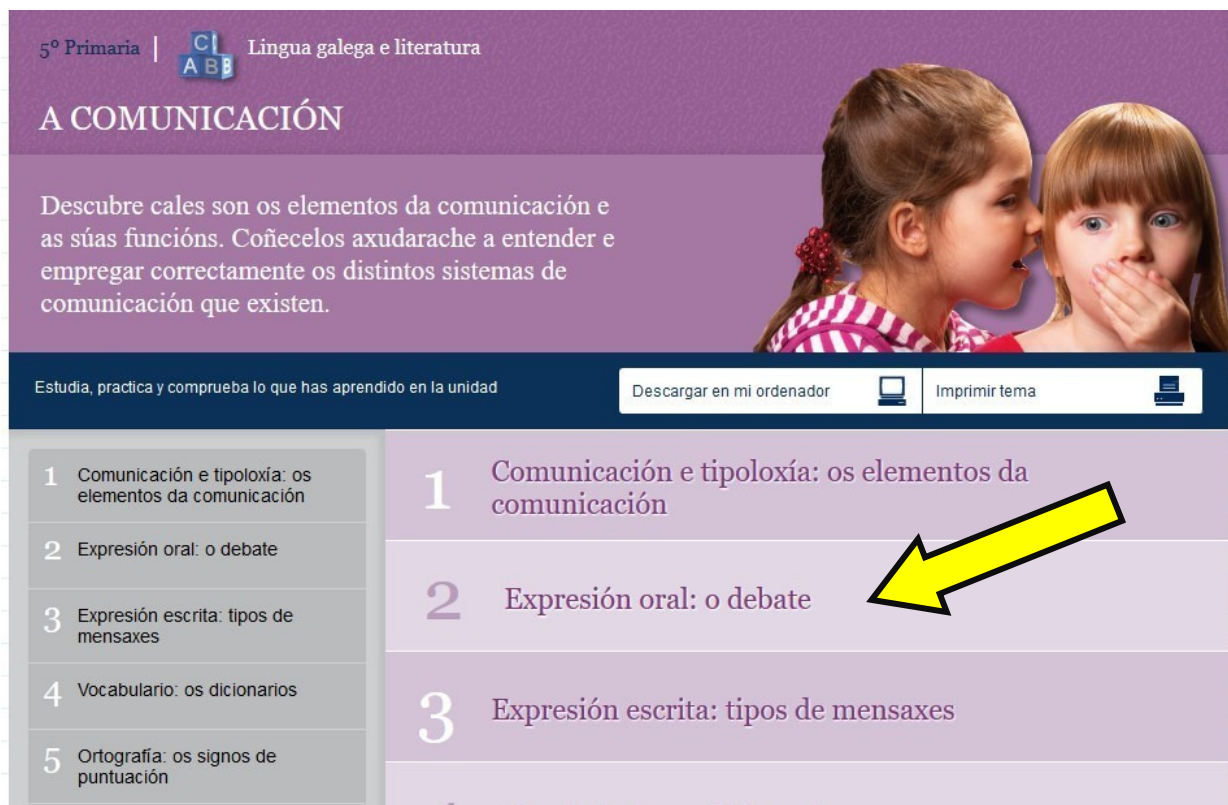 5º Primaria | Lingua galega e literatura
A COMUNICACIÓN
Descubre cales son os elementos da comunicación e
as súas funcións. Coñecelos axudarache a entender e
empregar correctamente os distintos sistemas de
comunicación que existen.
Estudia, practica y comprueba lo que has aprendido en la unidad
Descargar en mi ordenador
Imprimir tema
1 Comunicación e tipoloxía: os
elementos da comunicación
2 Expresión oral: o debate
3 Expresión escrita: tipos de
mensaxes
4 Vocabulario: os dicionarios
5 Ortografía: os signos de
puntuación
1 Comunicación e tipoloxía: os elementos da
comunicación
2 Expresión oral: o debate
3 Expresión escrita: tipos de mensaxes